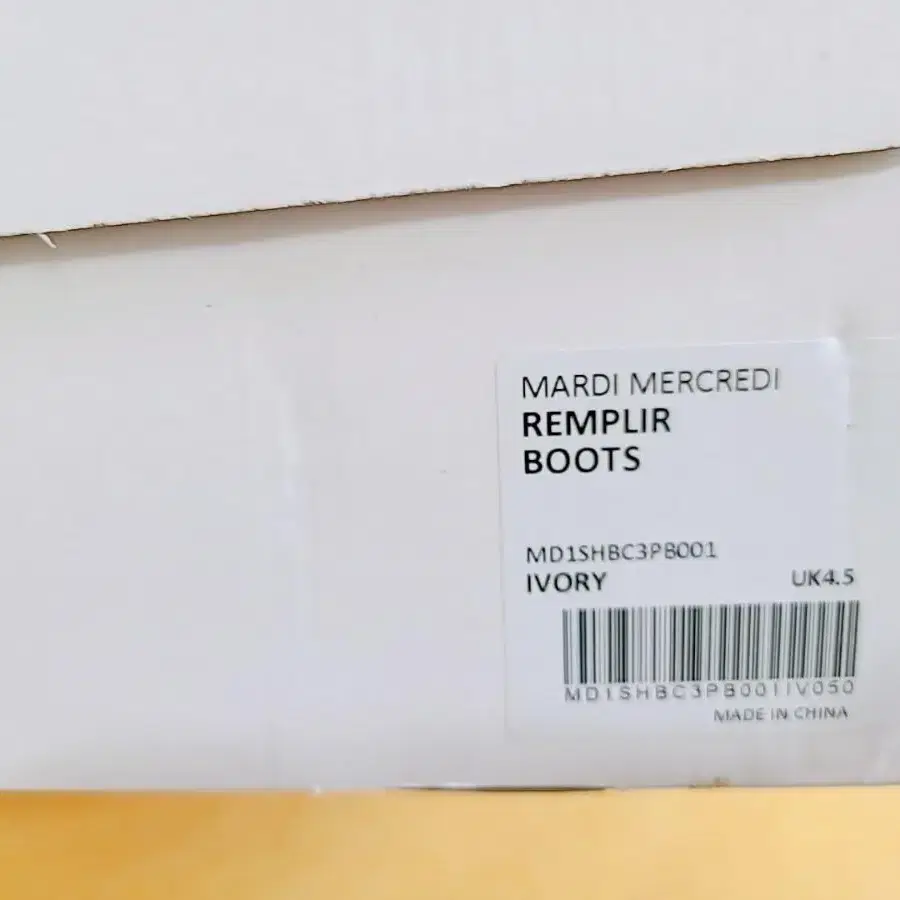 MARDI MERCREDI
REMPLIR
BOOTS
MD1SHBC3PB001
IVORY UK4.5
MD1SHBC3PB001IV050
MADE IN CHINA